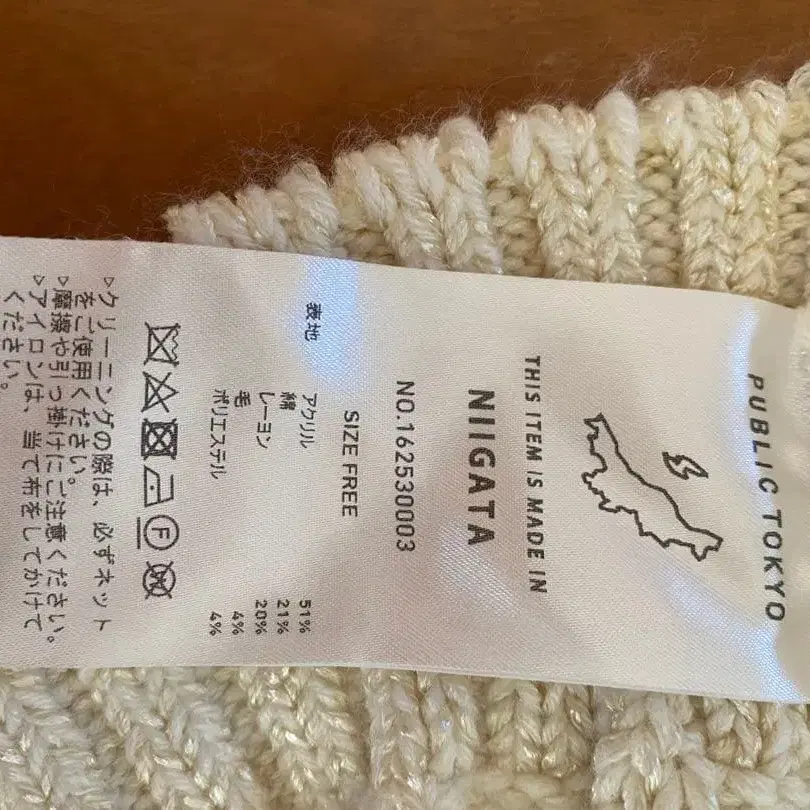 PUBLIC TOKYO
THIS ITEM IS MADE IN
NIIGATA
NO.162530003
SIZE FREE
表地 アクリル 51%
綿 21%
レーヨン 20%
毛 4%
ポリエステル 4%
F
▷クリーニングの際は、必ずネット
をご使用ください。
▷摩擦や引っ掛けにご注意ください。
▷アイロンは、当て布をしてかけて
ください。